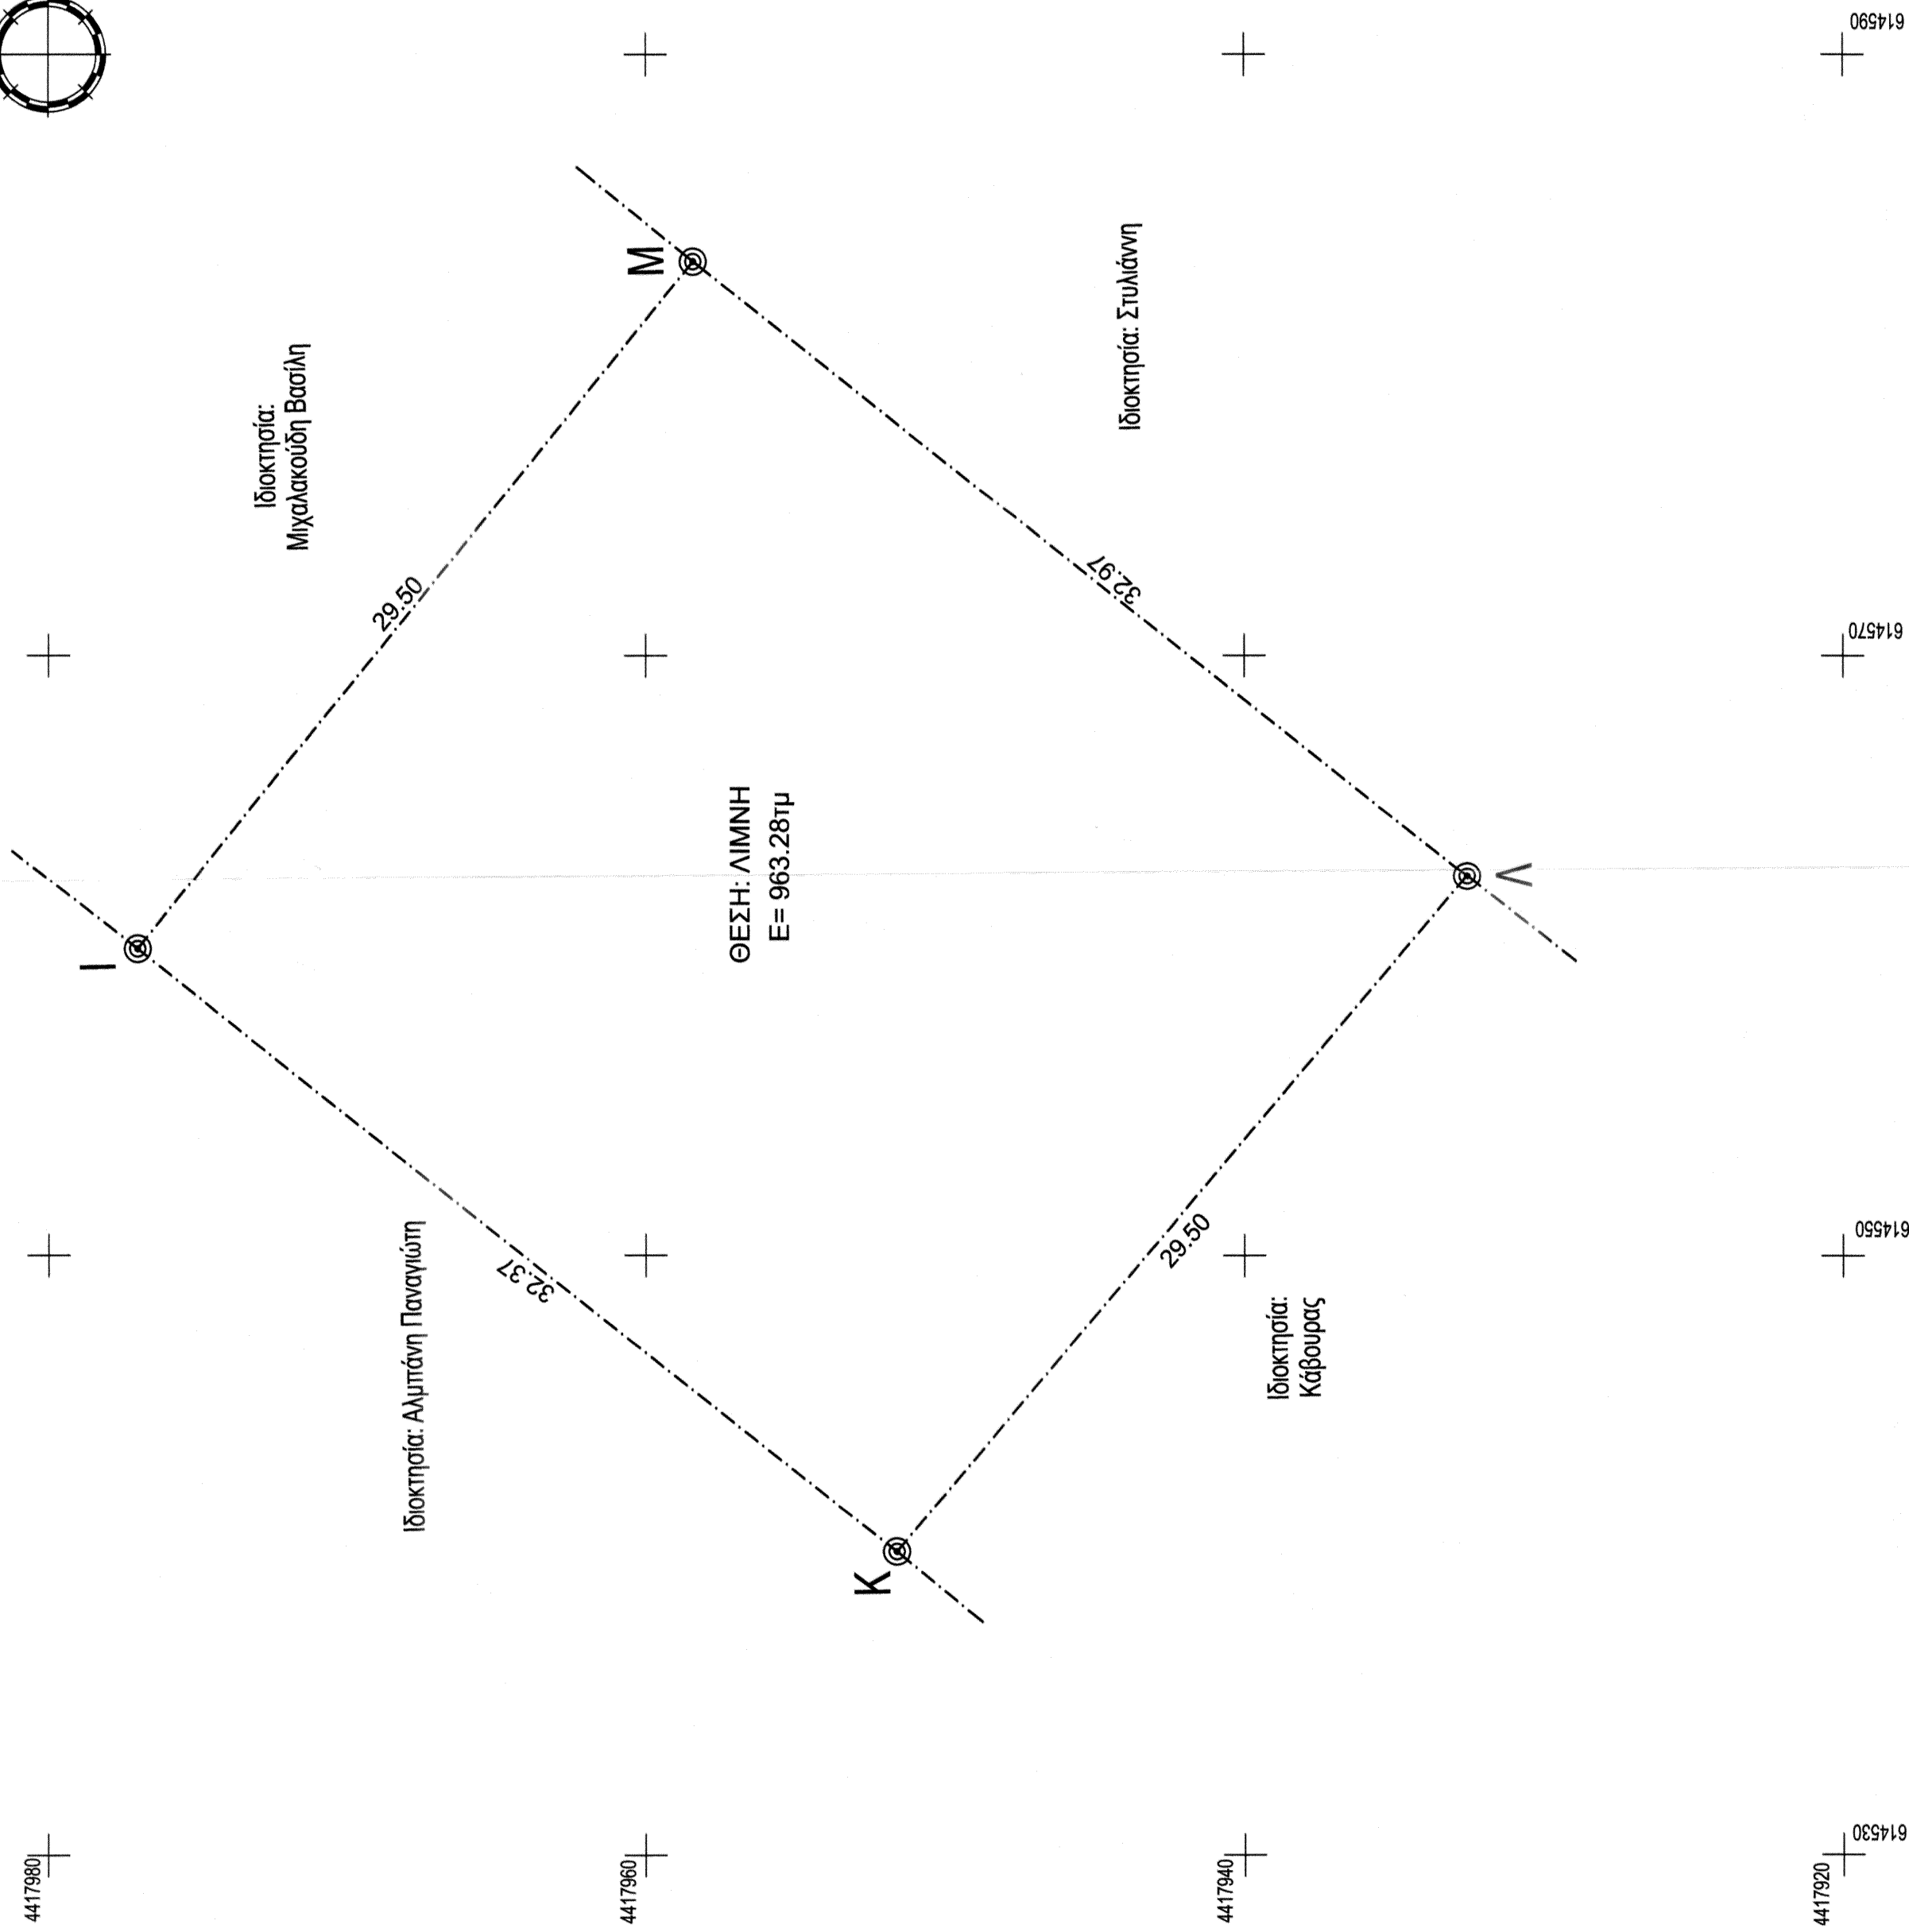 Ιδιοκτησία:
Μιχαλακούδη Βασίλη
Ι
Μ
29.50
Ιδιοκτησία: Στυλιάννη
32.97
ΘΕΣΗ: ΛΙΜΝΗ
Ε= 963.28τμ
Ιδιοκτησία: Αλμπάνη Παναγιώτη
32.37
Κ
29.50
Λ
Ιδιοκτησία:
Κάβουρας
4417980
4417960
4417940
4417920
614530
614550
614570
614590